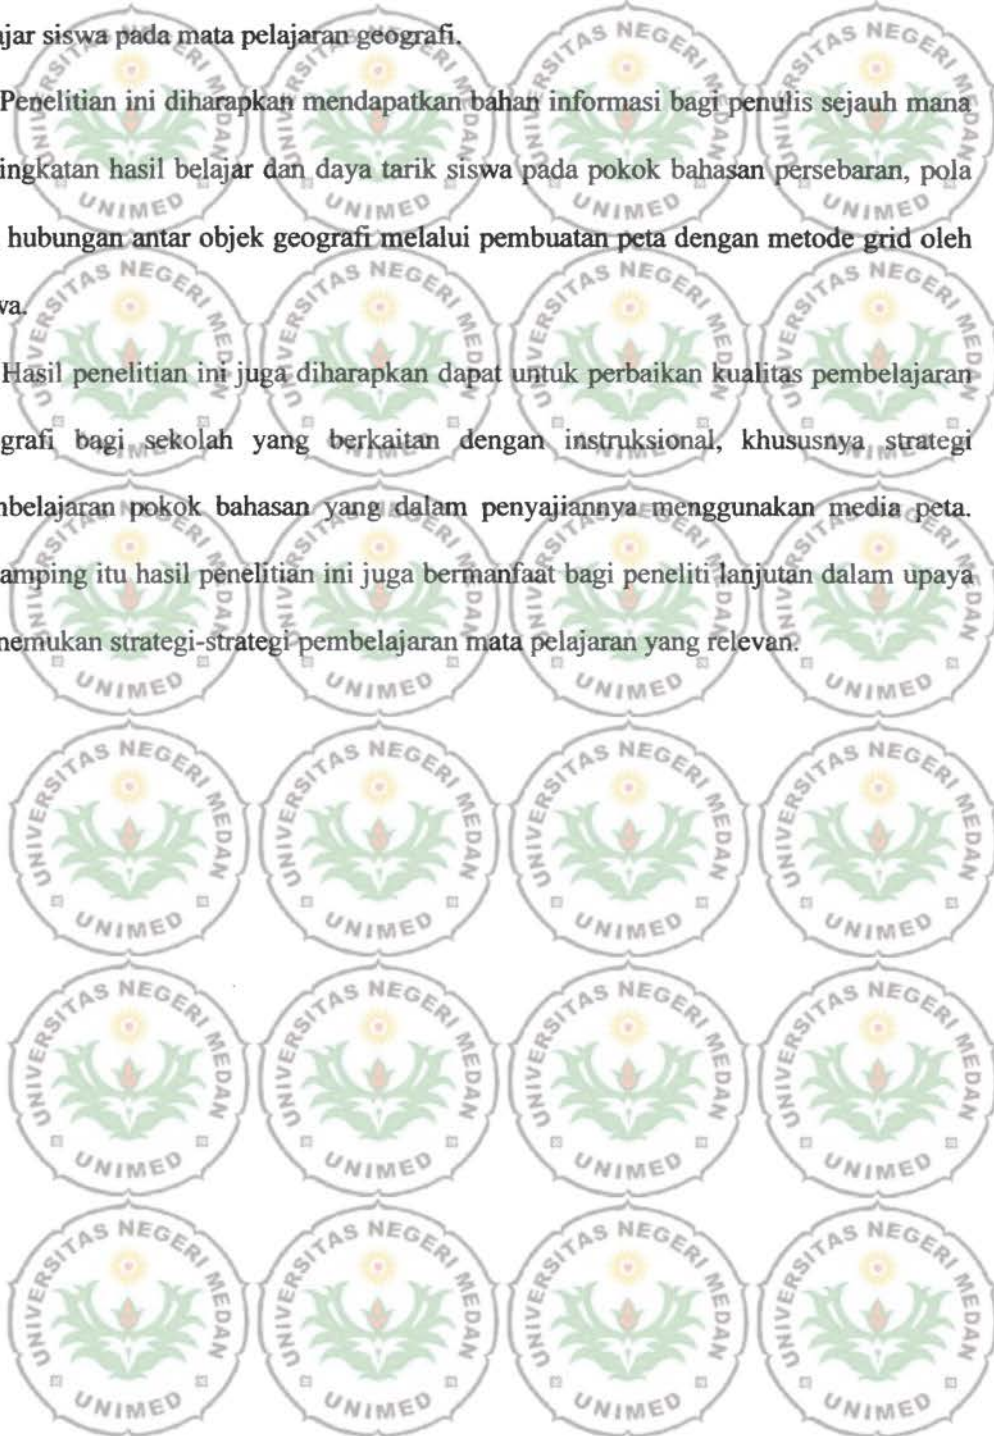 ajar siswa pada mata pelajaran geografi.
Penelitian ini diharapkan mendapatkan bahan informasi bagi penulis sejauh mana
ingkatan hasil belajar dan daya tarik siswa pada pokok bahasan persebaran, pola
hubungan antar objek geografi melalui pembuatan peta dengan metode grid oleh
wa.
Hasil penelitian ini juga diharapkan dapat untuk perbaikan kualitas pembelajaran
grafi bagi sekolah yang berkaitan dengan instruksional, khususnya strategi
nbelajaran pokok bahasan yang dalam penyajiannya menggunakan media peta.
amping itu hasil penelitian ini juga bermanfaat bagi peneliti lanjutan dalam upaya
nemukan strategi-strategi pembelajaran mata pelajaran yang relevan.
UNIVERSITAS NEGERI MEDAN
UNIMED